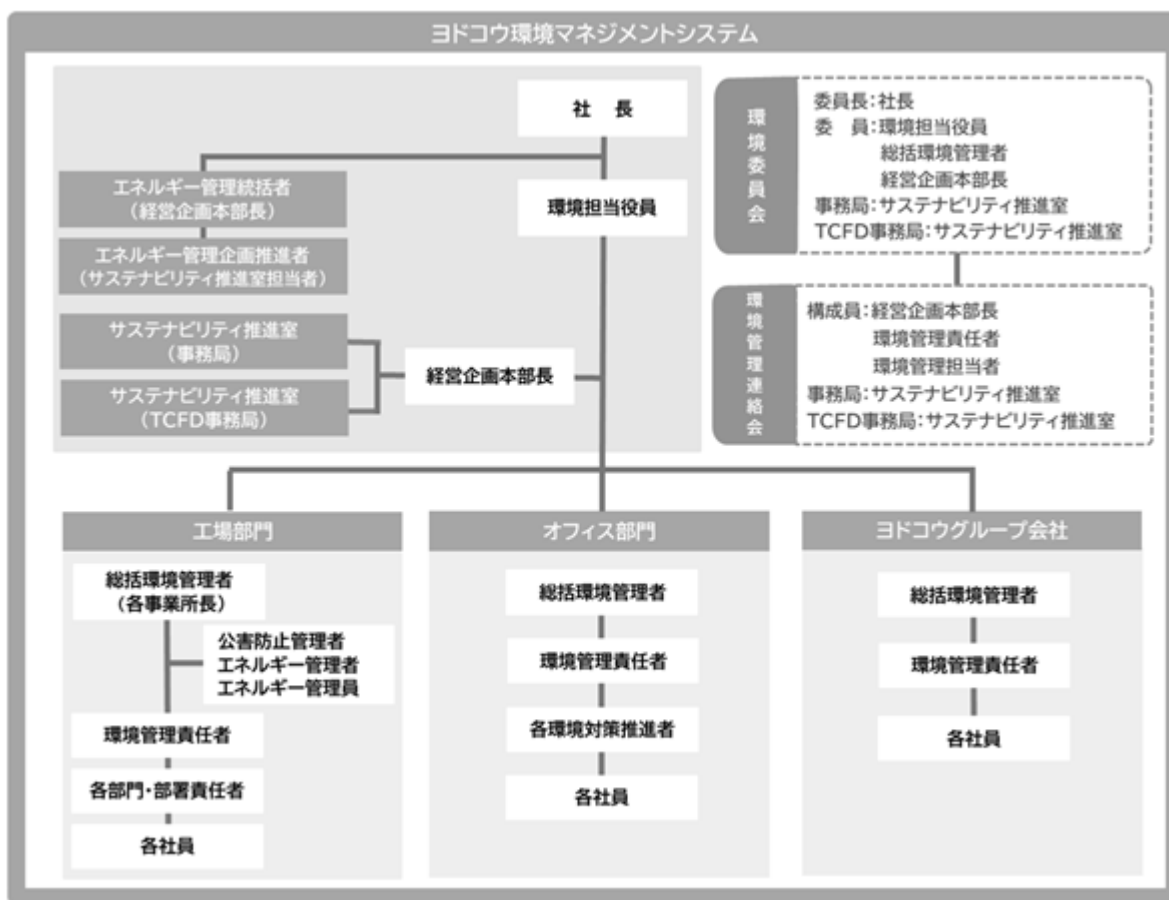 ヨドコウ環境マネジメントシステム
社 長
エネルギー管理統括者
(経営企画本部長)
環境担当役員
エネルギー管理企画推進者
(サステナビリティ推進室担当者)
サステナビリティ推進室
(事務局)
経営企画本部長
サステナビリティ推進室
(TCFD事務局)
環境委員会
委員長:社長
委 員:環境担当役員
総括環境管理者
経営企画本部長
事務局:サステナビリティ推進室
TCFD事務局:サステナビリティ推進室
環境管理連絡会
構成員:経営企画本部長
環境管理責任者
環境管理担当者
事務局:サステナビリティ推進室
TCFD事務局:サステナビリティ推進室
工場部門
総括環境管理者
(各事業所長)
公害防止管理者
エネルギー管理者
エネルギー管理員
環境管理責任者
各部門・部署責任者
各社員
オフィス部門
総括環境管理者
環境管理責任者
各環境対策推進者
各社員
ヨドコウグループ会社
総括環境管理者
環境管理責任者
各社員